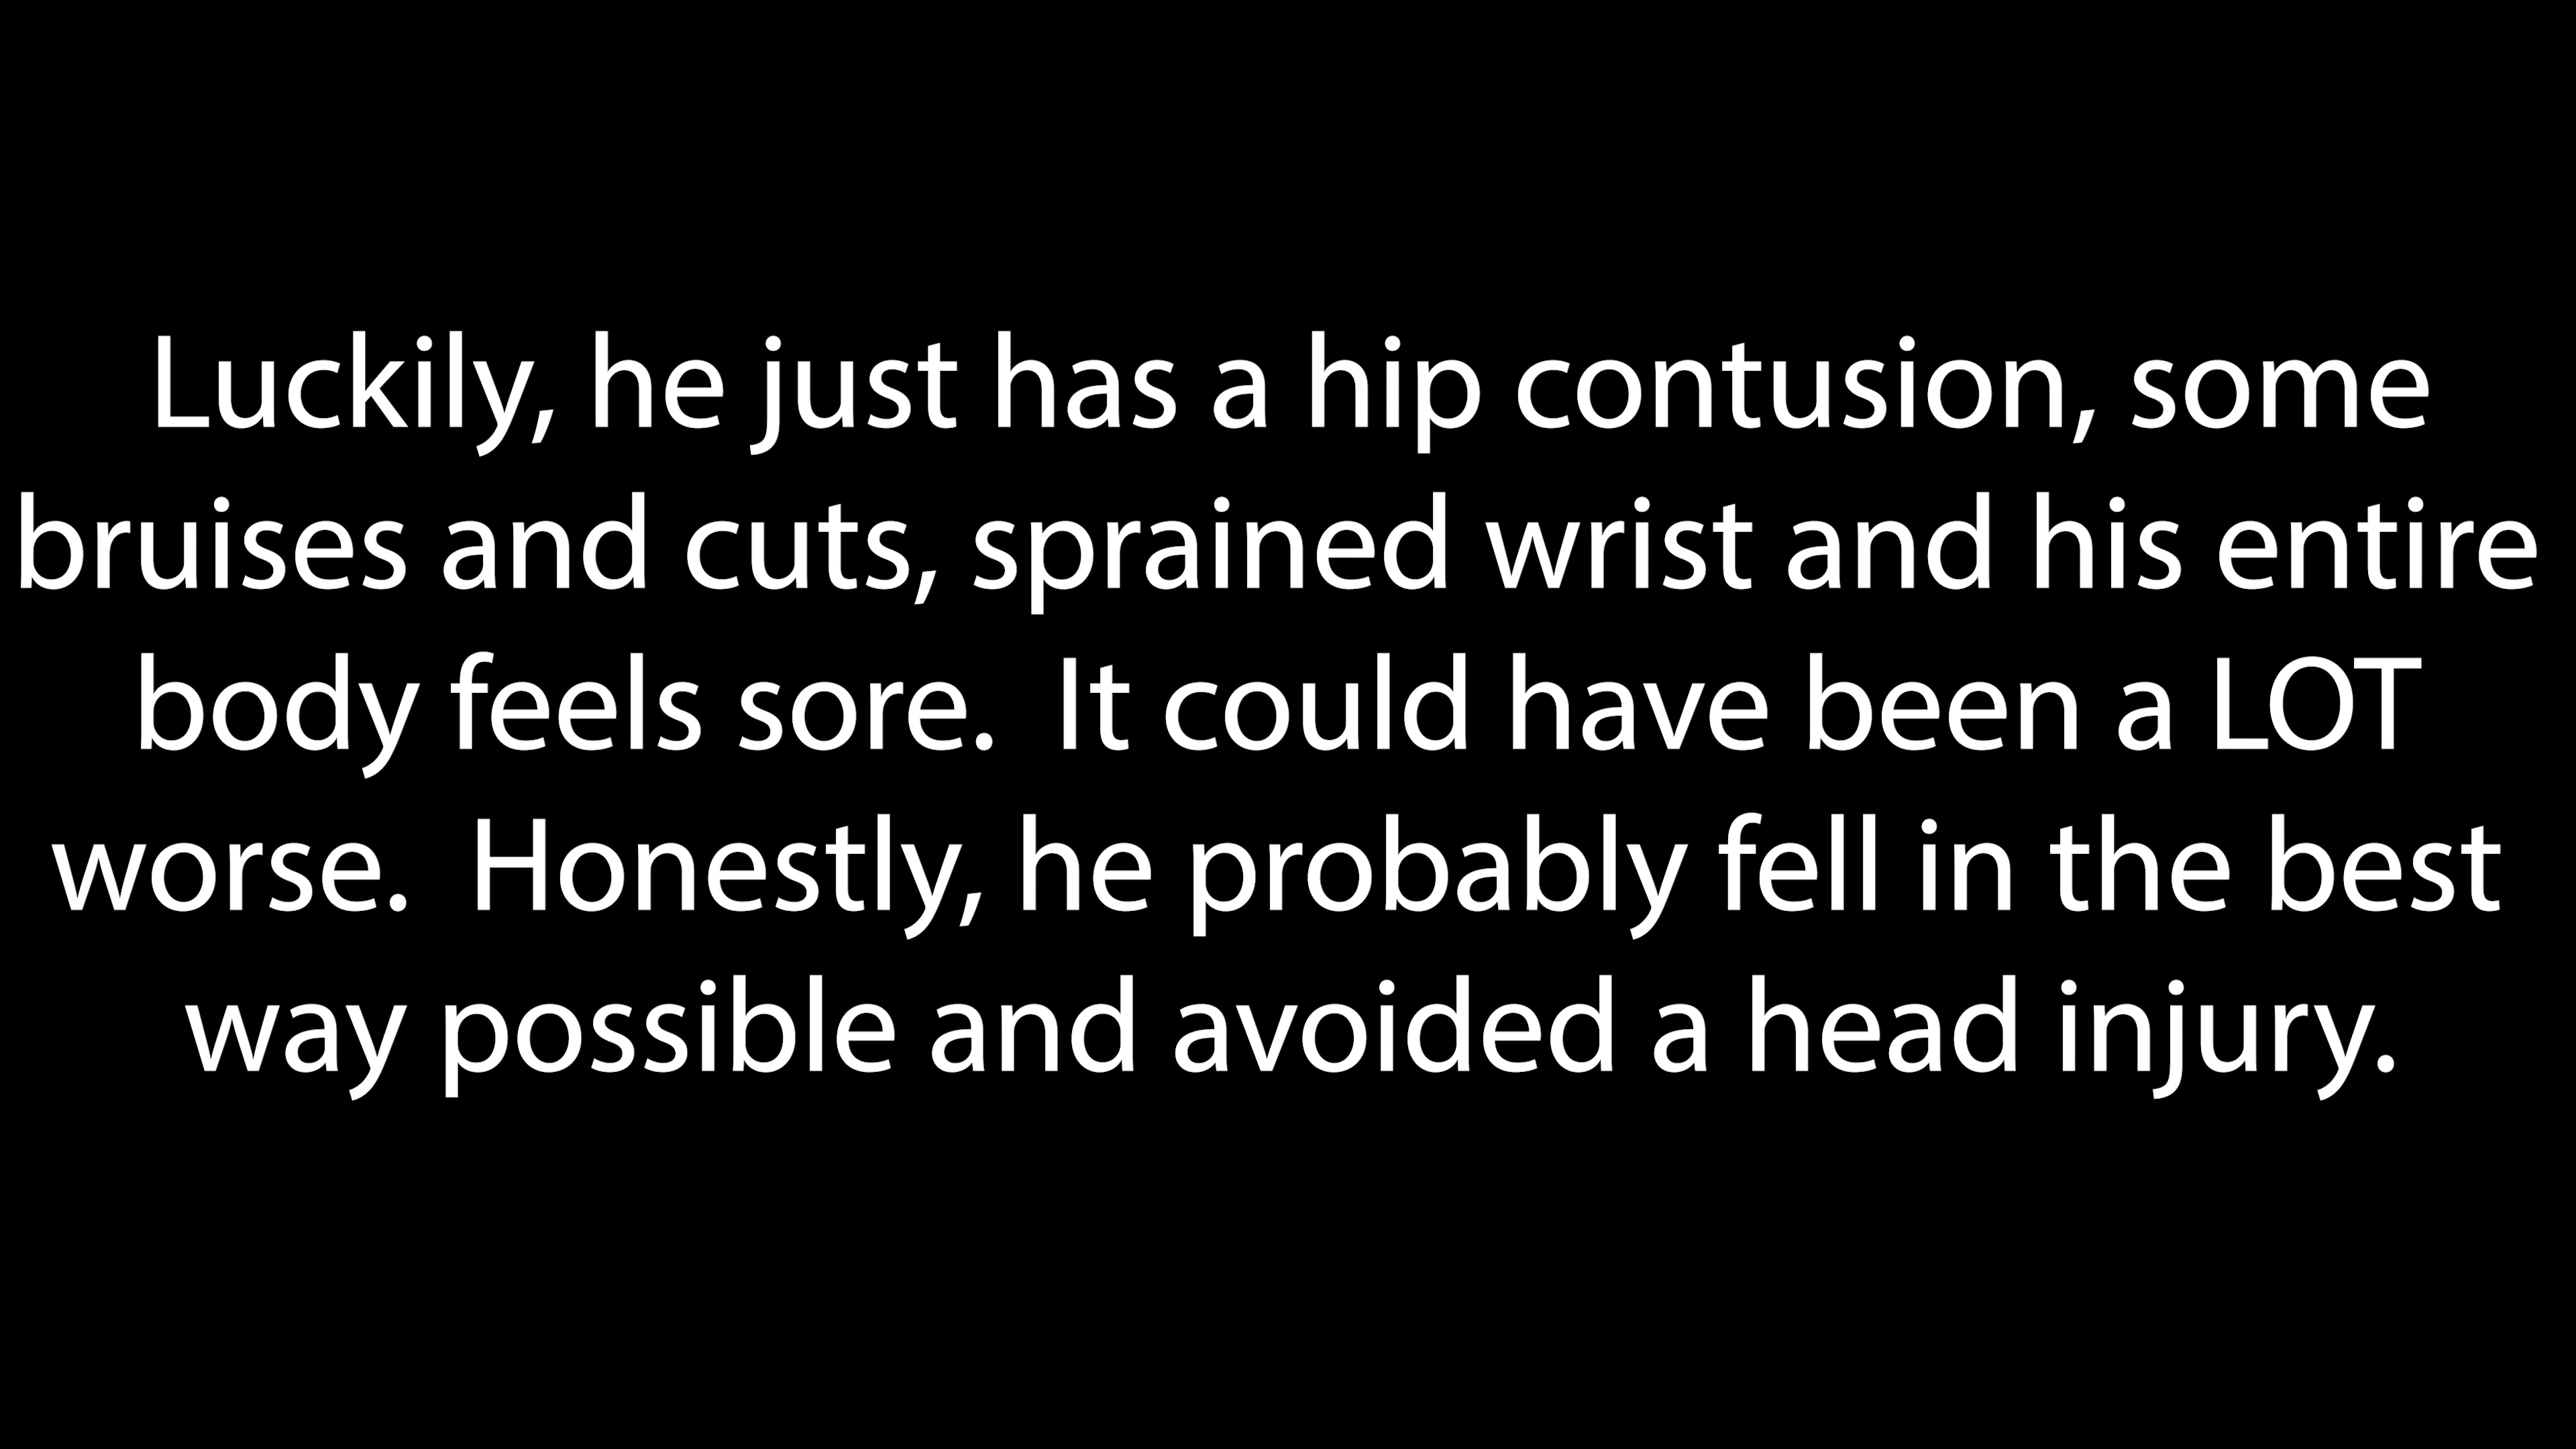 Luckily, he just has a hip contusion, some
bruises and cuts, sprained wrist and his entire
body feels sore.  It could have been a LOT
worse.  Honestly, he probably fell in the best
way possible and avoided a head injury.